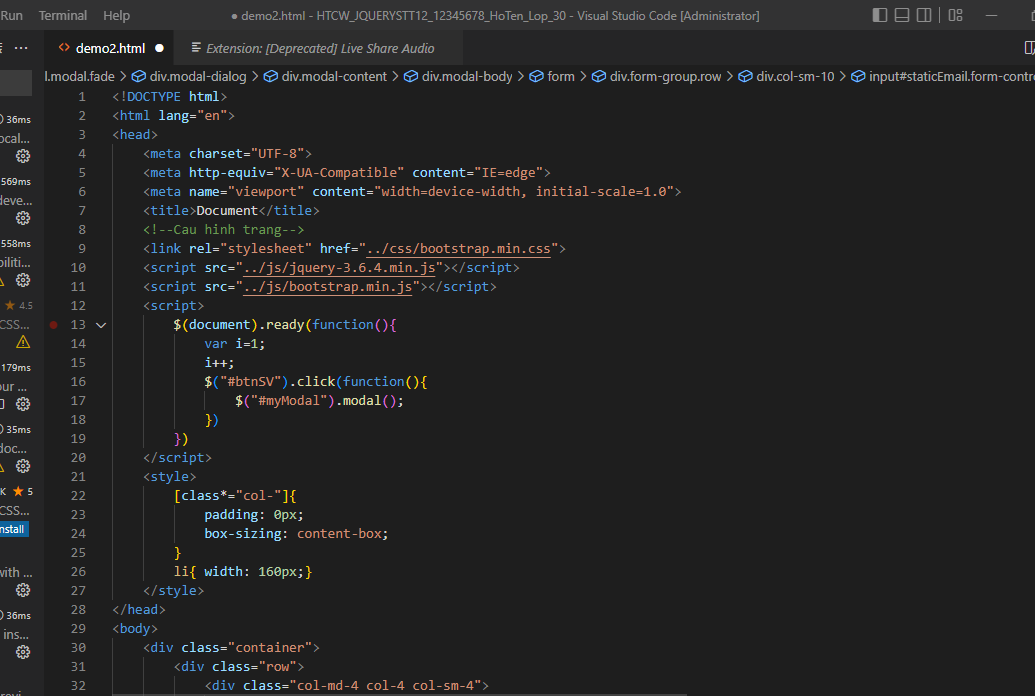 Run Terminal Help
● demo2.html - HTCW_JQUERYSTT12_12345678_HoTen_Lop_30 - Visual Studio Code [Administrator]
demo2.html
Extension: [Deprecated] Live Share Audio
l.modal.fade > div.modal-dialog > div.modal-content > div.modal-body > form > div.form-group.row > div.col-sm-10 > input#staticEmail.form-contr
36ms
ocal...
569ms
deve...
558ms
biliti...
4.5
CSS...
179ms
our ...
35ms
doc...
K ★ 5
CSS...
nstall
with ...
36ms
ins...
1 <!DOCTYPE html>
2 <html lang="en">
3 <head>
4 <meta charset="UTF-8">
5 <meta http-equiv="X-UA-Compatible" content="IE=edge">
6 <meta name="viewport" content="width=device-width, initial-scale=1.0">
7 <title>Document</title>
8 <!--Cau hinh trang-->
9 <link rel="stylesheet" href="../css/bootstrap.min.css">
10 <script src="../js/jquery-3.6.4.min.js"></script>
11 <script src="../js/bootstrap.min.js"></script>
12 <script>
13 $(document).ready(function(){
14 var i=1;
15 i++;
16 $("#btnSV").click(function(){
17 $("#myModal").modal();
18 })
19 })
20 </script>
21 <style>
22 [class*="col-"]{
23 padding: 0px;
24 box-sizing: content-box;
25 }
26 li{ width: 160px;}
27 </style>
28 </head>
29 <body>
30 <div class="container">
31 <div class="row">
32 <div class="col-md-4 col-4 col-sm-4">